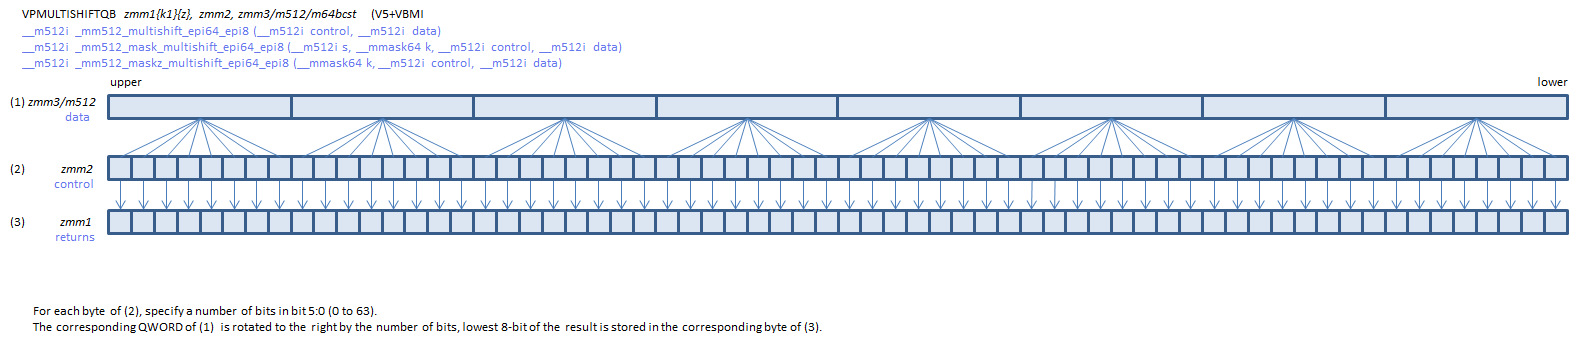 VPMULTISHIFTQB zmm1{k1}{z}, zmm2, zmm3/m512/m64bcst (V5+VBMI
__m512i _mm512_multishift_epi64_epi8 (__m512i control, __m512i data)
__m512i _mm512_mask_multishift_epi64_epi8 (__m512i s, __mmask64 k, __m512i control, __m512i data)
__m512i _mm512_maskz_multishift_epi64_epi8 (__mmask64 k, __m512i control, __m512i data)
upper lower
(1) zmm3/m512
data
(2) zmm2
control
(3) zmm1
returns
For each byte of (2), specify a number of bits in bit 5:0 (0 to 63).
The corresponding QWORD of (1) is rotated to the right by the number of bits, lowest 8-bit of the result is stored in the corresponding byte of (3).